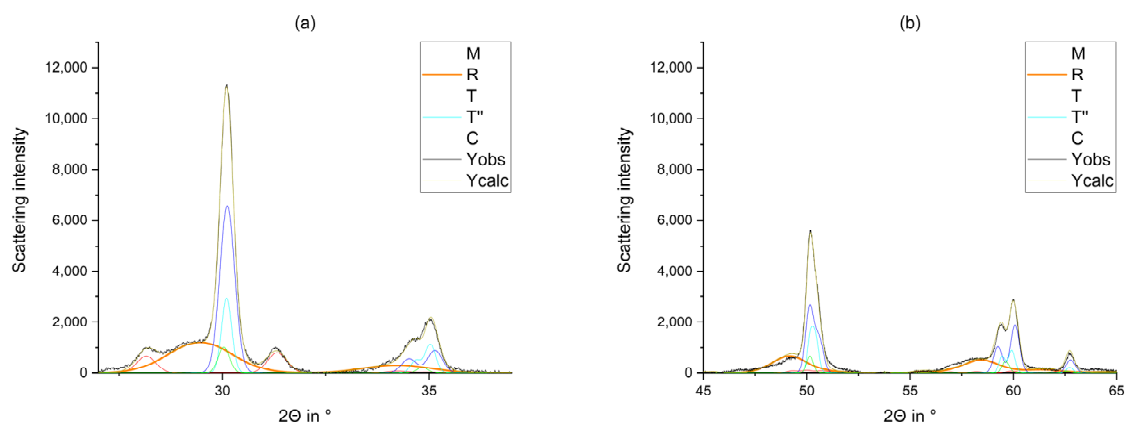 (a)
12,000
10,000
8,000
6,000
4,000
2,000
0
Scattering intensity
30
35
2Θ in °
M
R
T
T"
C
Yobs
Ycalc
(b)
12,000
10,000
8,000
6,000
4,000
2,000
0
Scattering intensity
45
50
55
60
65
2Θ in °
M
R
T
T"
C
Yobs
Ycalc